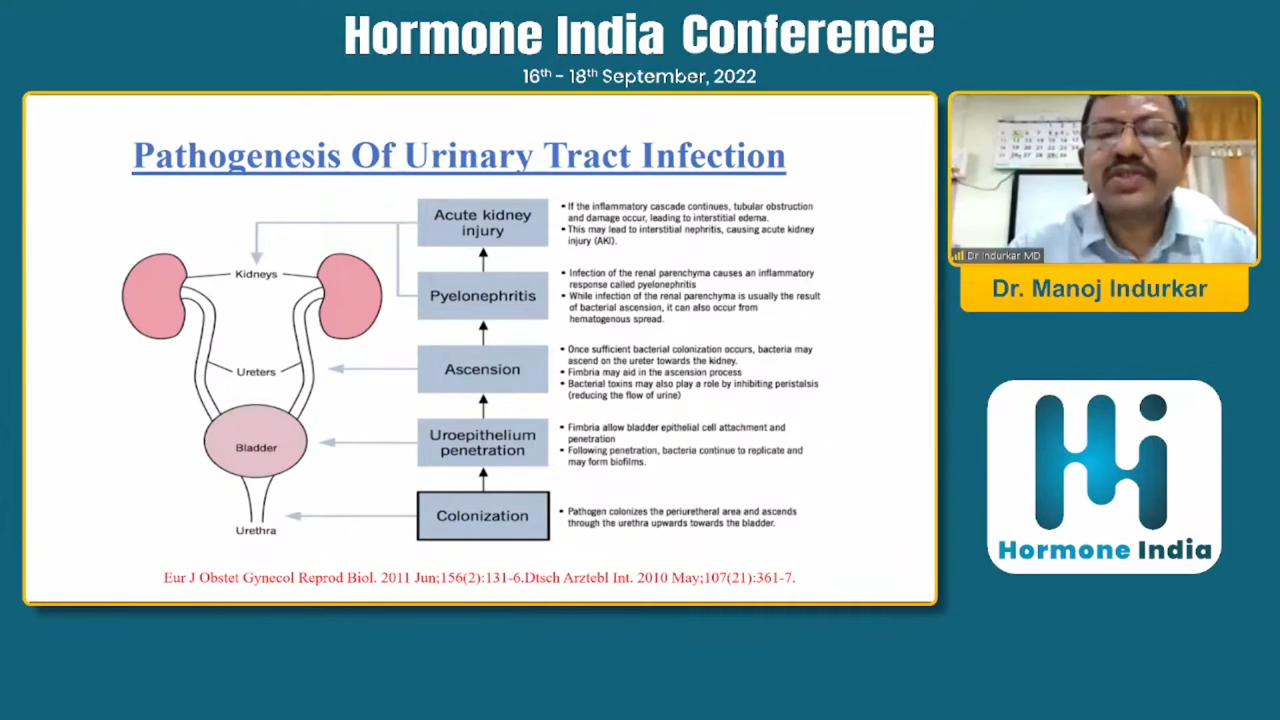 Hormone India Conference
16th - 18th September, 2022
Pathogenesis Of Urinary Tract Infection
Kidneys
Ureters
Bladder
Urethra
Acute kidney
injury
• If the inflammatory cascade continues, tubular obstruction
and damage occur, leading to interstitial edema.
• This may lead to interstitial nephritis, causing acute kidney
injury (AKI).
Pyelonephritis
• Infection of the renal parenchyma causes an inflammatory
response called pyelonephritis
• While infection of the renal parenchyma is usually the result
of bacterial ascension, it can also occur from
hematogenous spread.
Ascension
• Once sufficient bacterial colonization occurs, bacteria may
ascend on the ureter towards the kidney.
• Fimbria may aid in the ascension process
• Bacterial toxins may also play a role by inhibiting peristalsis
(reducing the flow of urine)
Uroepithelium
penetration
• Fimbria allow bladder epithelial cell attachment and
penetration
• Following penetration, bacteria continue to replicate and
may form biofilms.
Colonization
• Pathogen colonizes the periurethral area and ascends
through the urethra upwards towards the bladder.
Eur J Obstet Gynecol Reprod Biol. 2011 Jun;156(2):131-6.Dtsch Arztebl Int. 2010 May;107(21):361-7.
Dr Indurkar MD
Dr. Manoj Indurkar
Hormone India